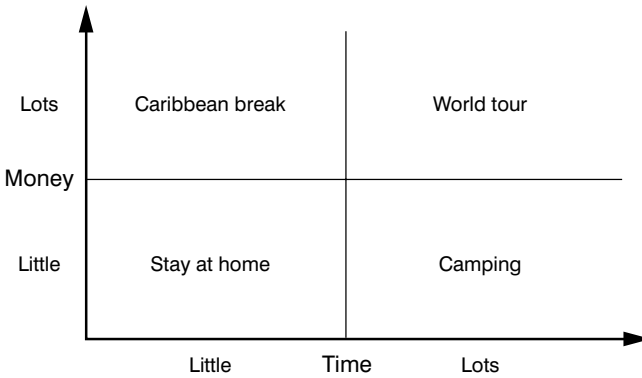 Lots
Caribbean break
World tour
Money
Little
Stay at home
Camping
Little
Time
Lots